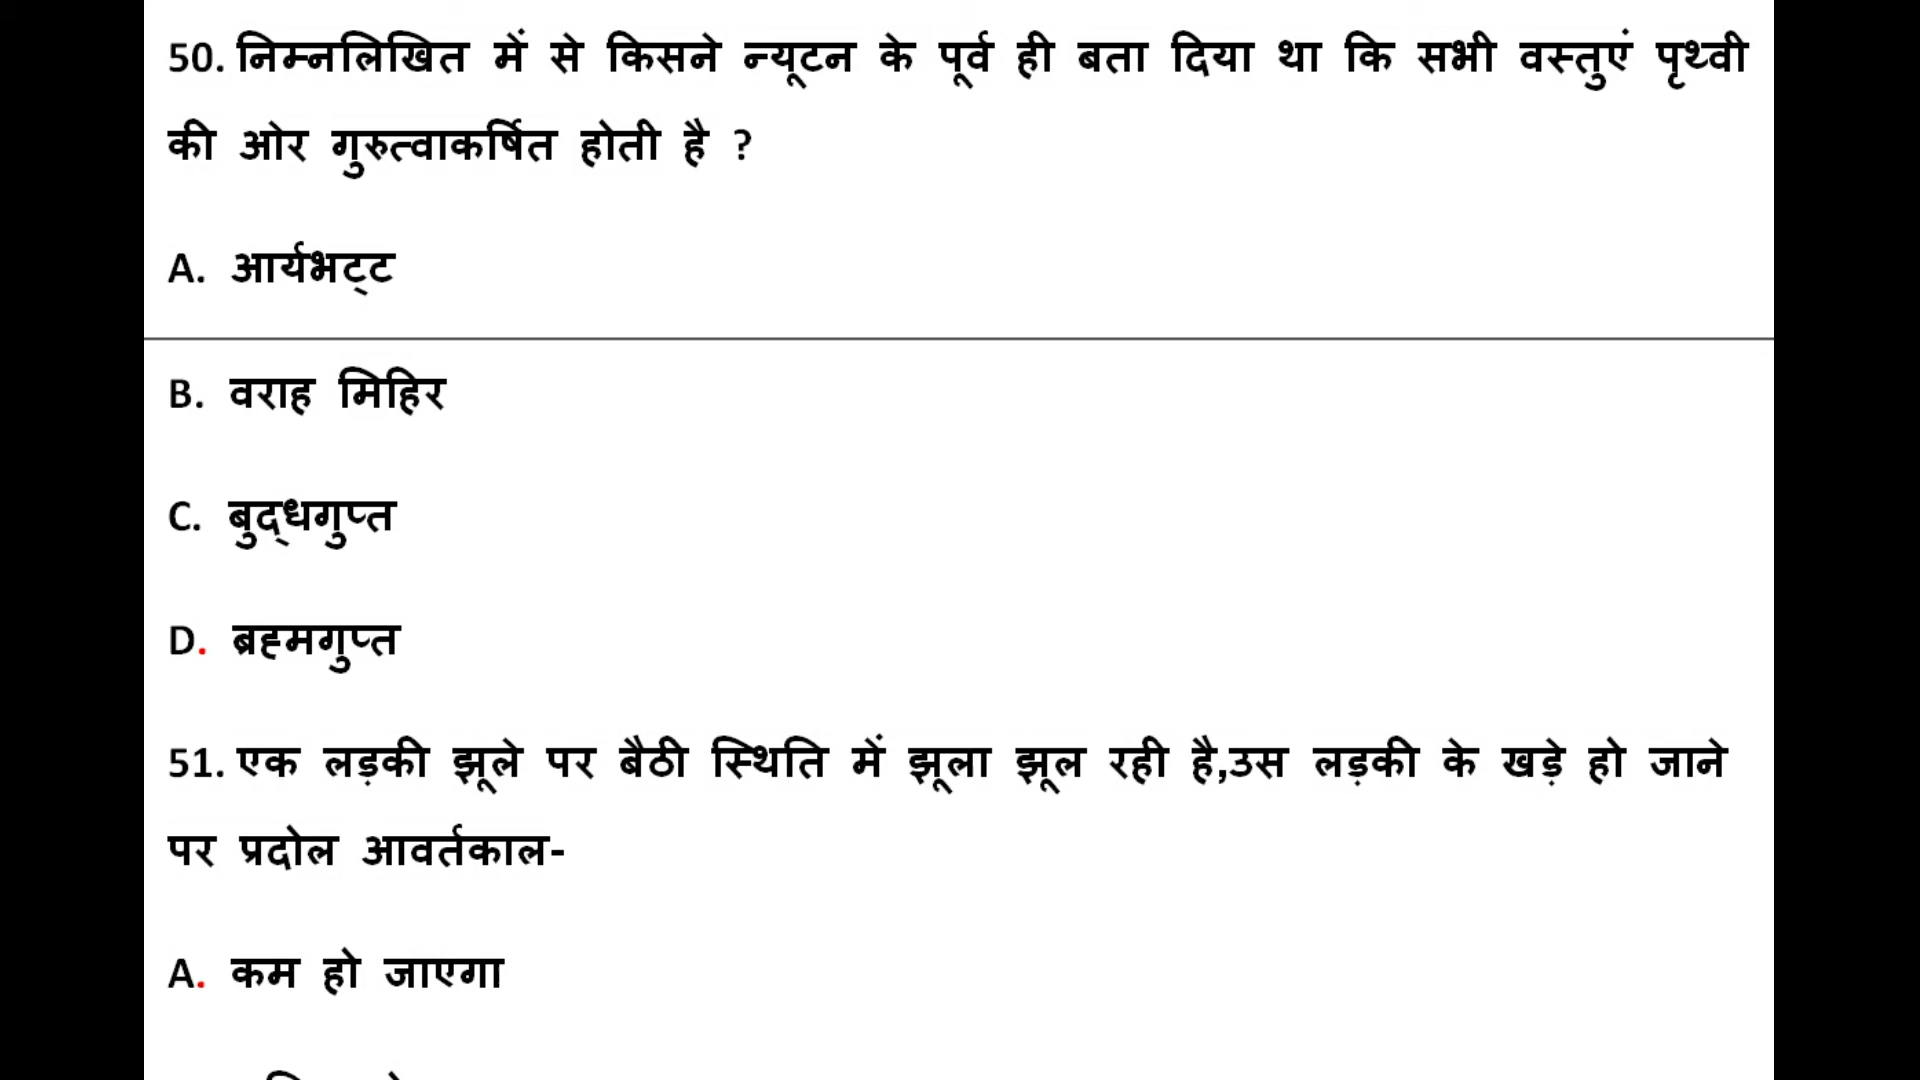 50. निम्नलिखित में से किसने न्यूटन के पूर्व ही बता दिया था कि सभी वस्तुएं पृथ्वी
की ओर गुरुत्वाकर्षित होती है ?
A. आर्यभट्ट
B. वराह मिहिर
C. बुद्धगुप्त
D. ब्रह्मगुप्त
51. एक लड़की झूले पर बैठी स्थिति में झूला झूल रही है,उस लड़की के खड़े हो जाने
पर प्रदोल आवर्तकाल-
A. कम हो जाएगा